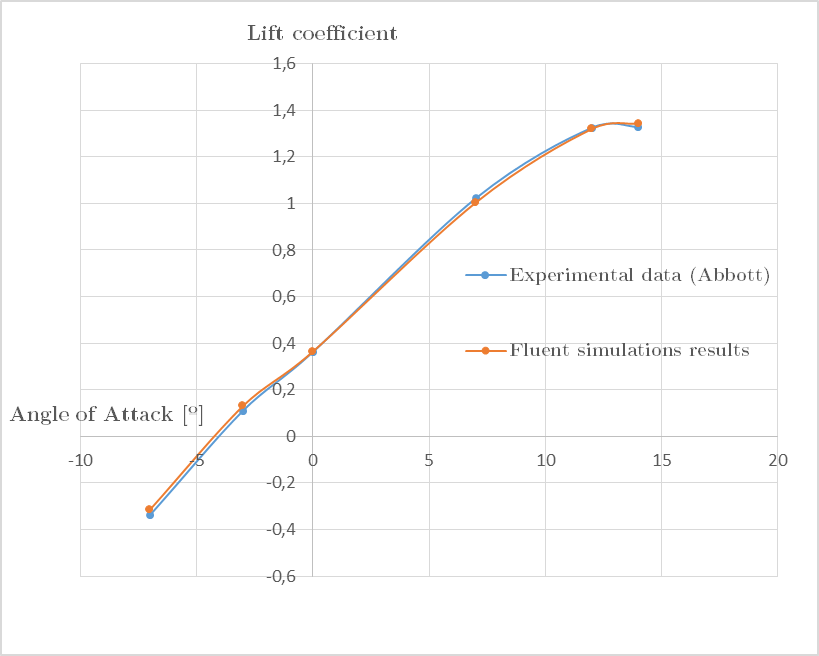 Lift coefficient
1,6
1,4
1,2
1
0,8
Experimental data (Abbott)
0,6
0,4
Fluent simulations results
0,2
Angle of Attack [º]
0
-10 -5 0 5 10 15 20
-0,2
-0,4
-0,6